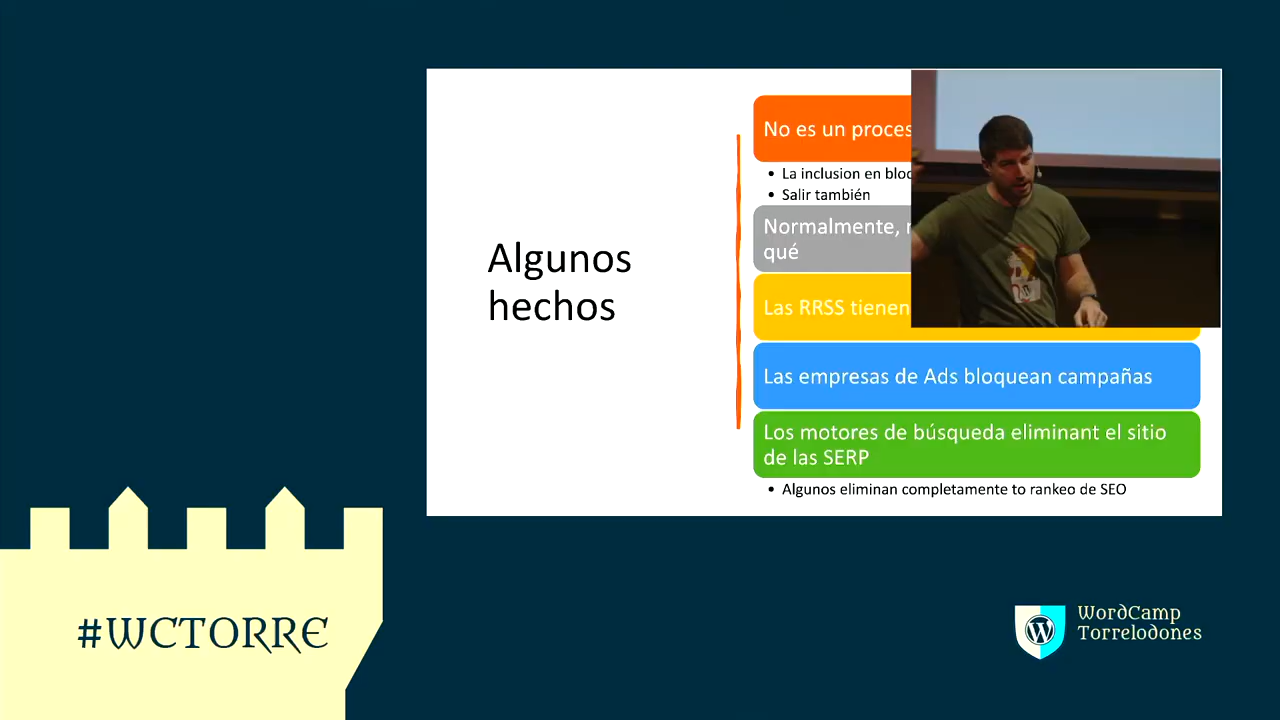 Algunos
hechos
No es un proces
• La inclusion en bloq
• Salir también
Normalmente,
qué
Las RRSS tienen
Las empresas de Ads bloquean campañas
Los motores de búsqueda eliminant el sitio
de las SERP
• Algunos eliminan completamente to rankeo de SEO
#WCTORRE
WordCamp
Torrelodones